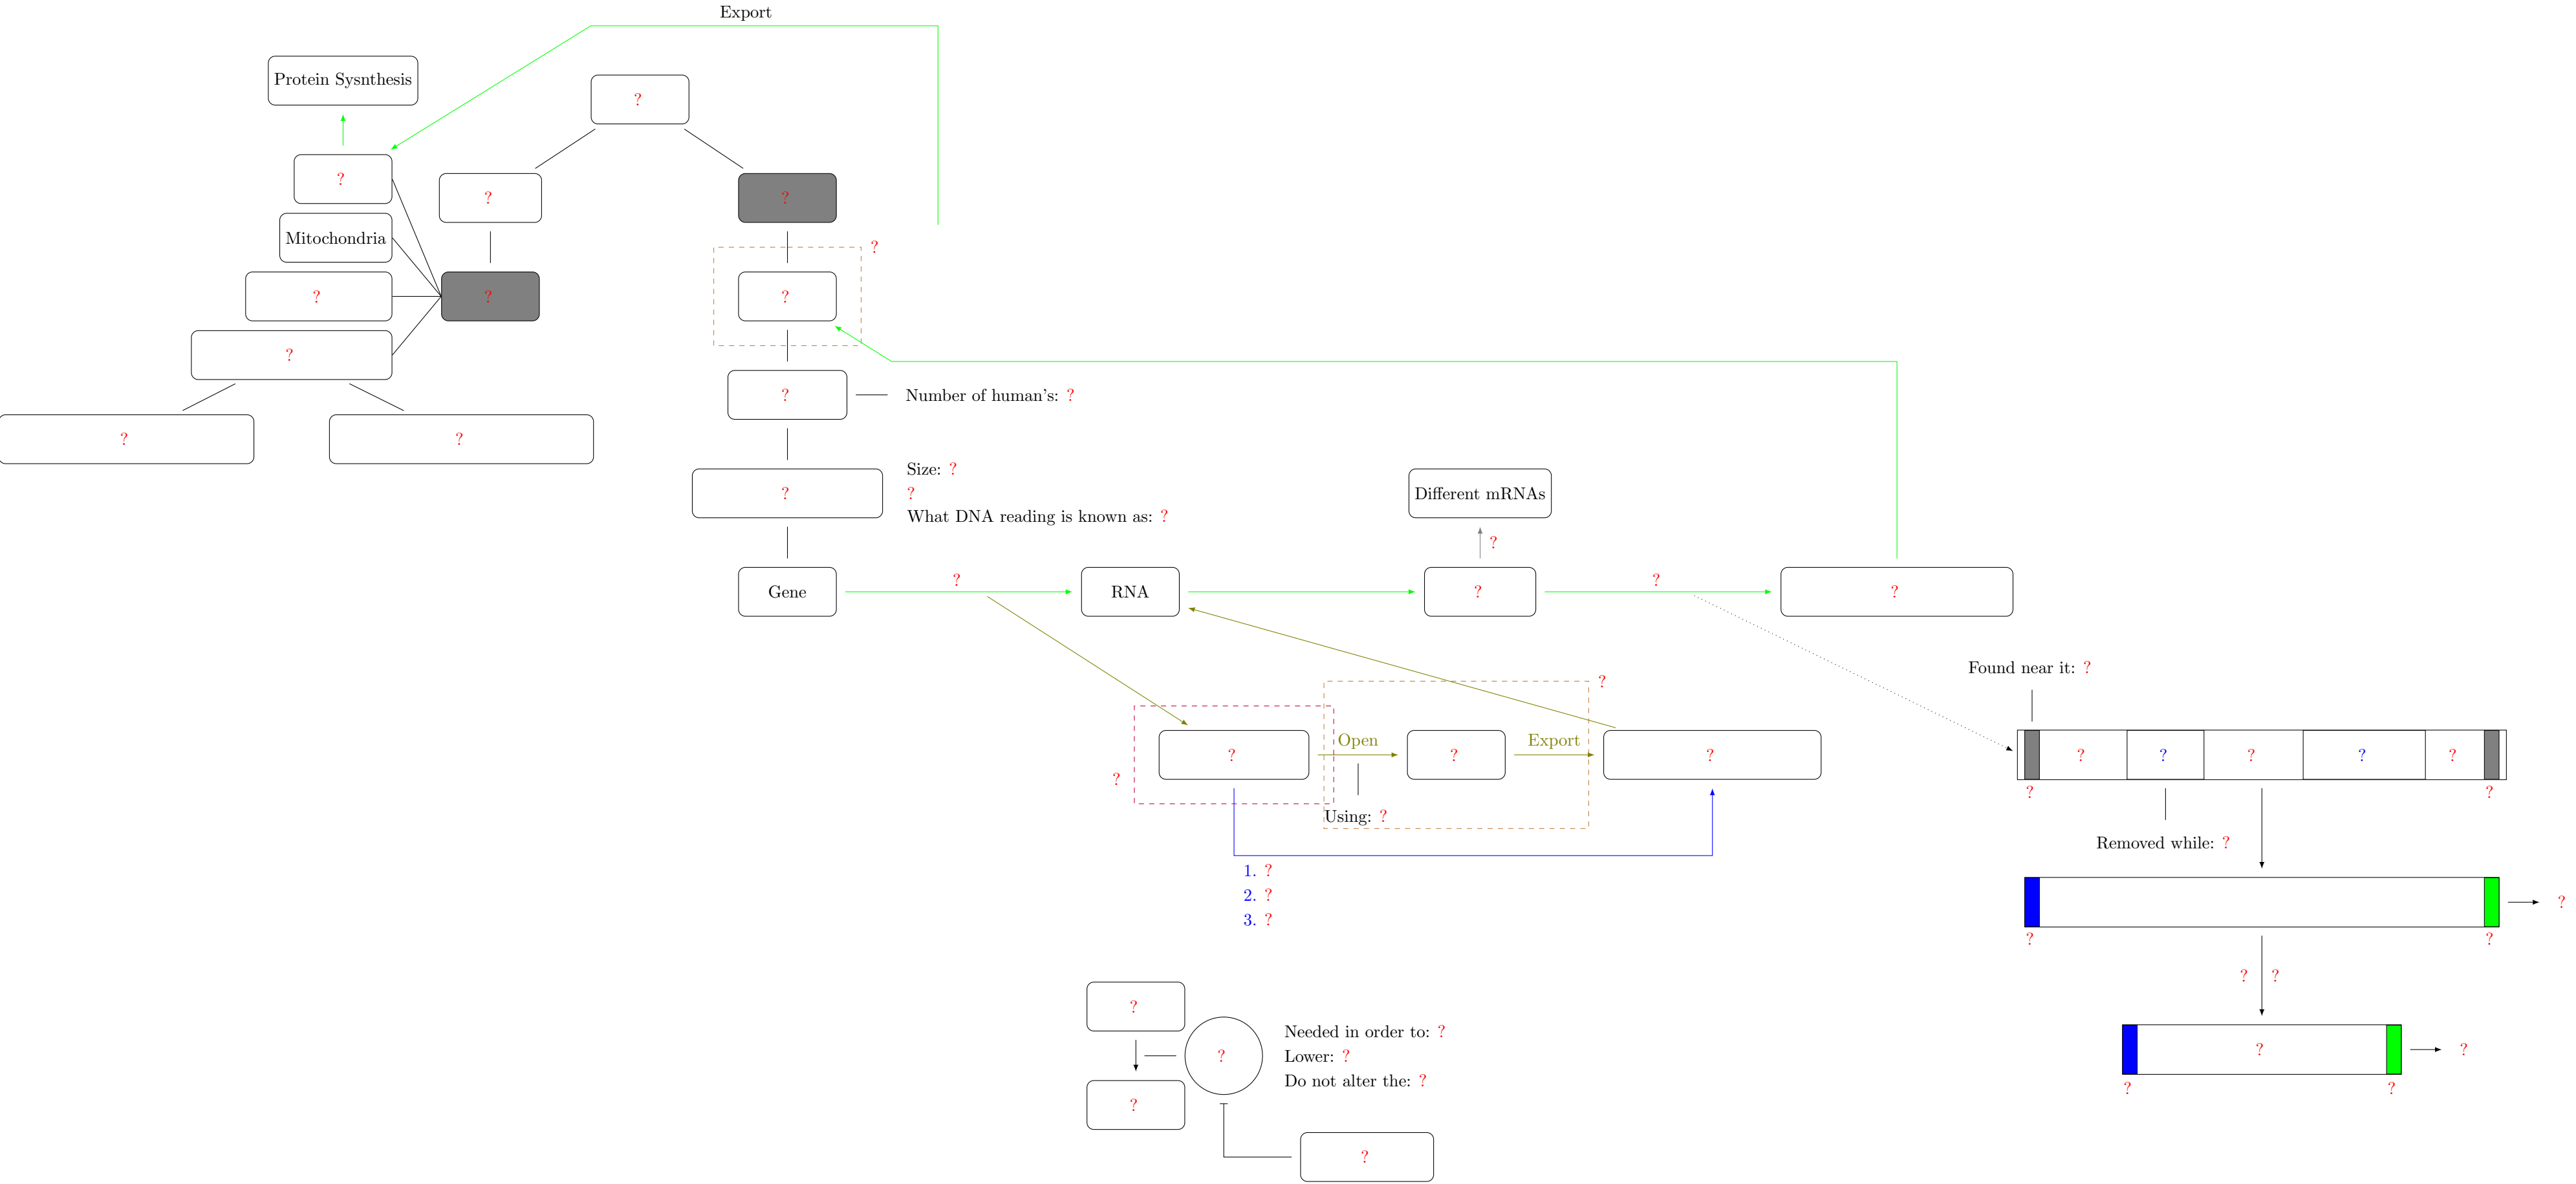 Export
Protein Sysnthesis
?
?
?
?
Mitochondria
?
?
?
?
?
?
Number of human's: ?
?
?
Size: ?
?
?
What DNA reading is known as: ?
Different mRNAs
?
?
Gene
RNA
?
?
?
Found near it: ?
?
Open
Export
?
?
?
?
?
?
?
?
?
?
?
?
Using: ?
Removed while: ?
1. ?
2. ?
3. ?
?
?
?
? ?
?
Needed in order to: ?
?
Lower: ?
Do not alter the: ?
?
?
?
?
?
?